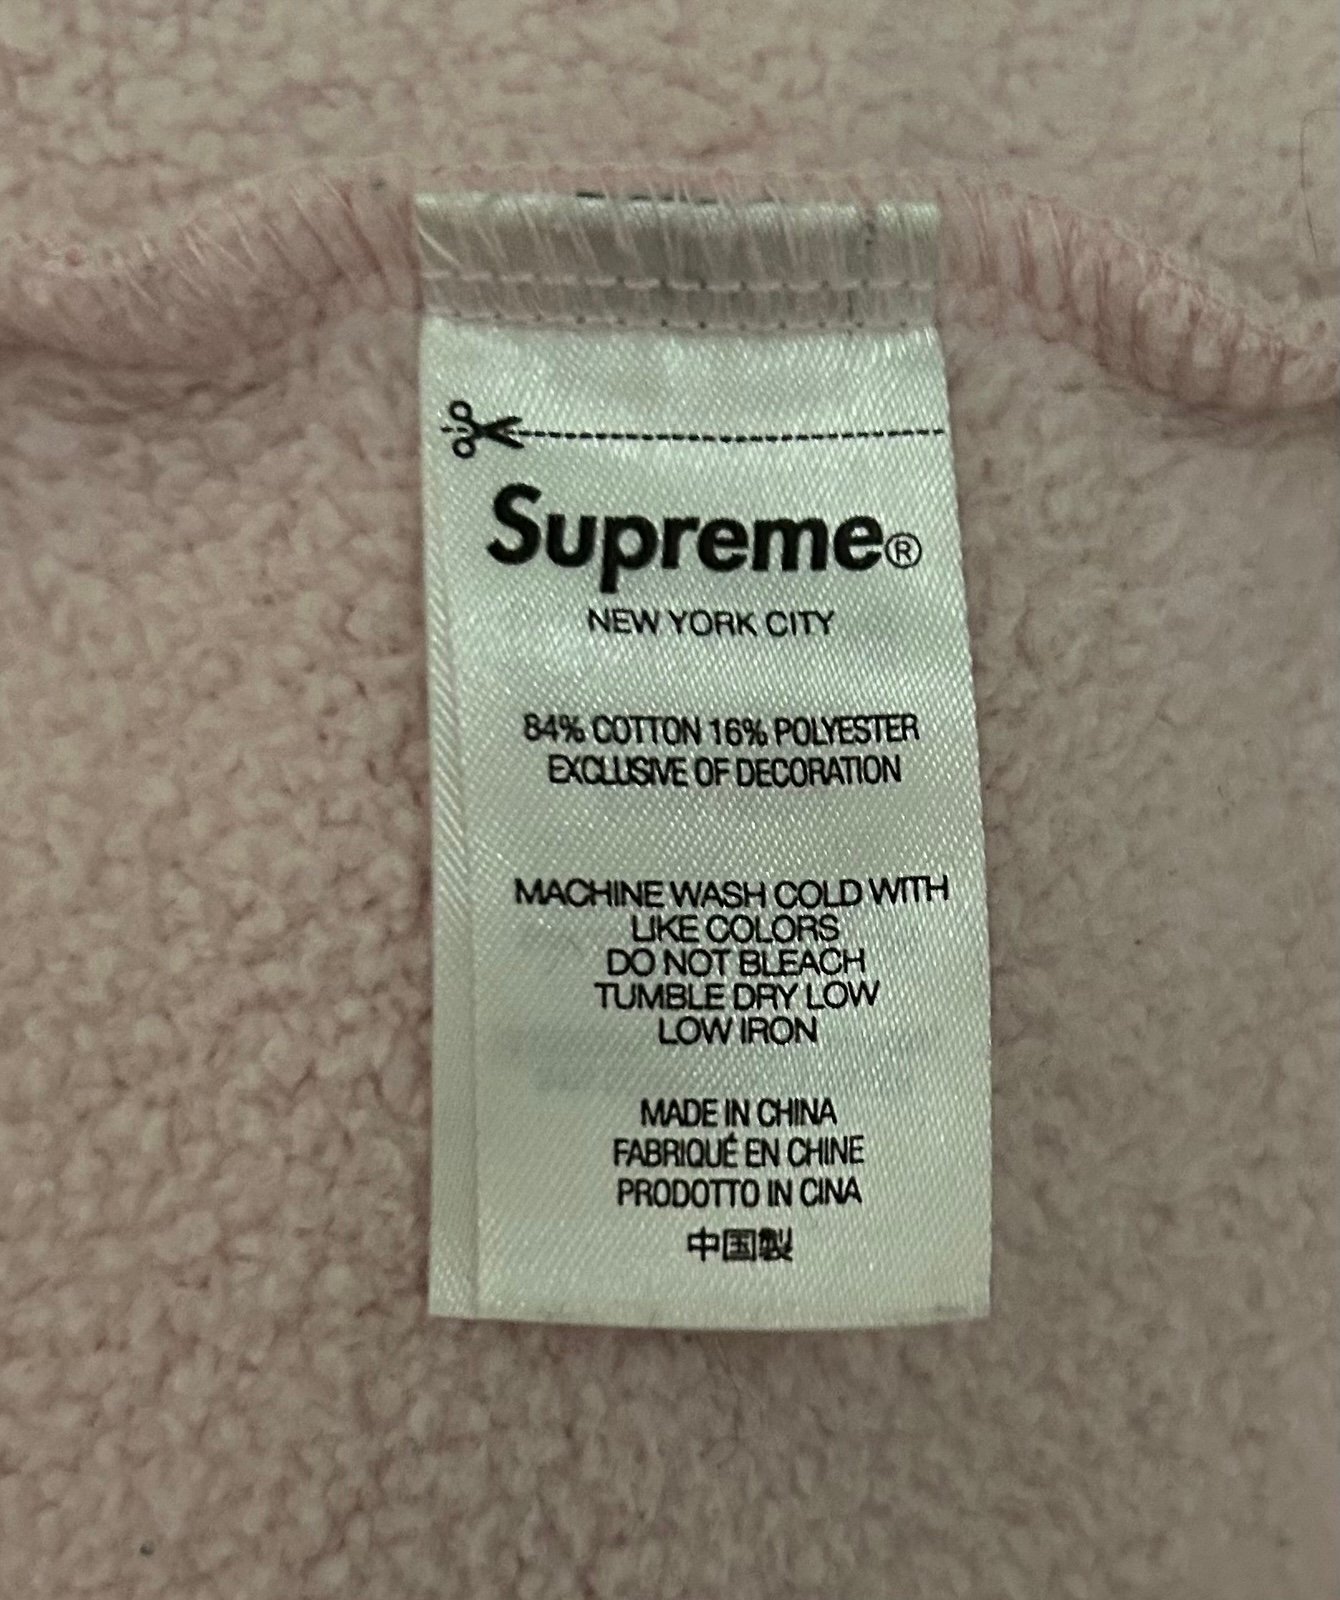 Supreme®
NEW YORK CITY
84% COTTON 16% POLYESTER
EXCLUSIVE OF DECORATION
MACHINE WASH COLD WITH
LIKE COLORS
DO NOT BLEACH
TUMBLE DRY LOW
LOW IRON
MADE IN CHINA
FABRIQUÉ EN CHINE
PRODOTTO IN CINA
中国製